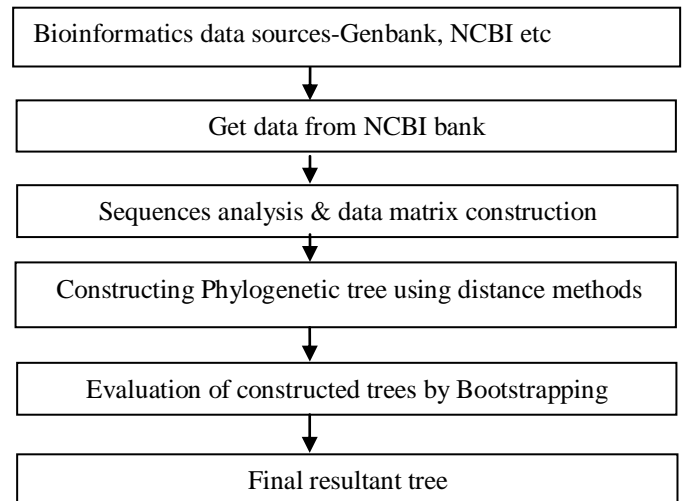 Bioinformatics data sources-Genbank, NCBI etc
Get data from NCBI bank
Sequences analysis & data matrix construction
Constructing Phylogenetic tree using distance methods
Evaluation of constructed trees by Bootstrapping
Final resultant tree